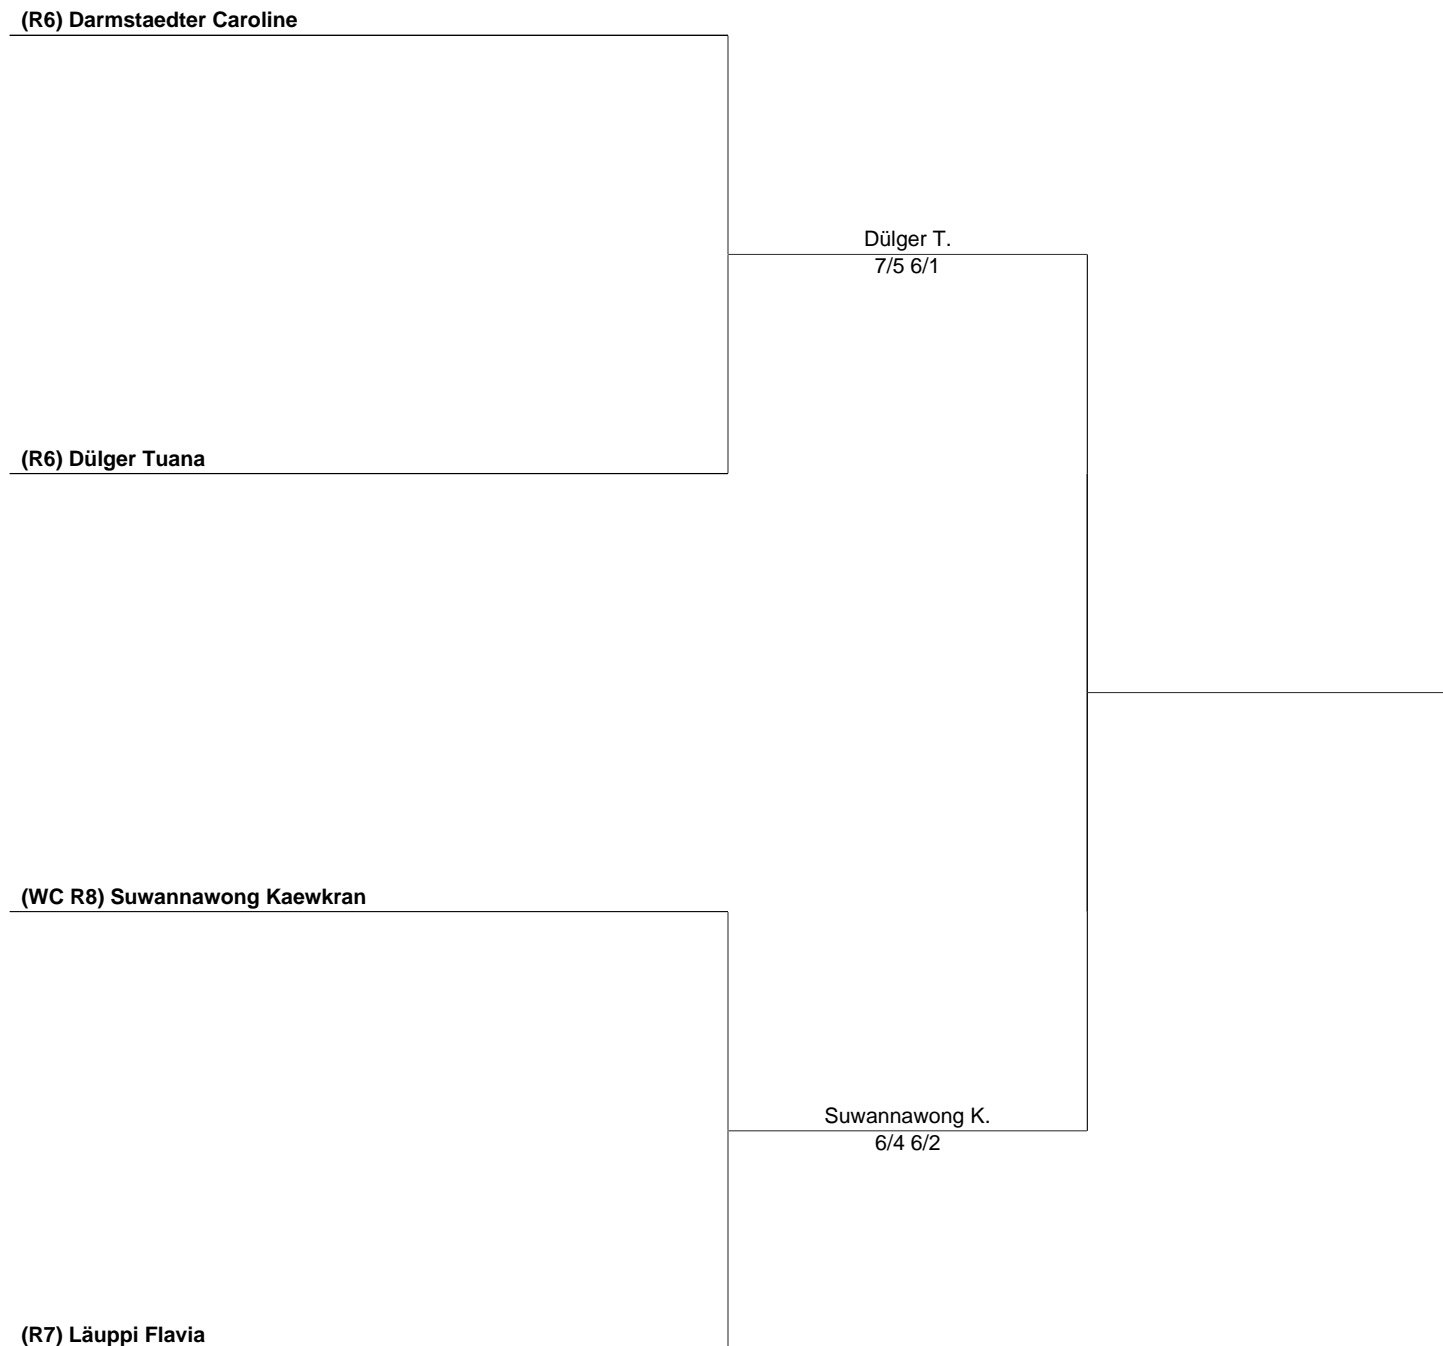 (R6) Darmstaedter Caroline
Dülger T.
7/5 6/1
(R6) Dülger Tuana
(WC R8) Suwannawong Kaewkran
Suwannawong K.
6/4 6/2
(R7) Läuppi Flavia